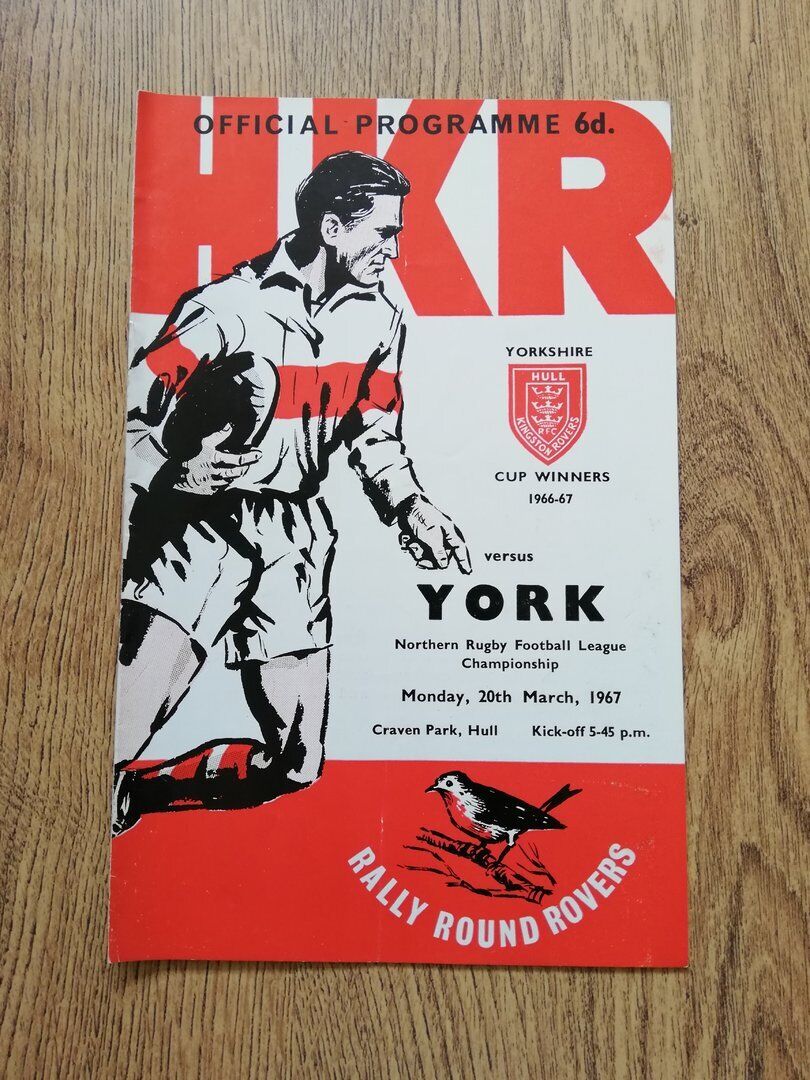 HKR
OFFICIAL PROGRAMME 6d.
YORKSHIRE
HULL
R.F.C.
KINGSTON ROVERS
CUP WINNERS
1966-67
versus
YORK
Northern Rugby Football League
Championship
Monday, 20th March, 1967
Craven Park, Hull Kick-off 5-45 p.m.
RALLY ROUND ROVERS